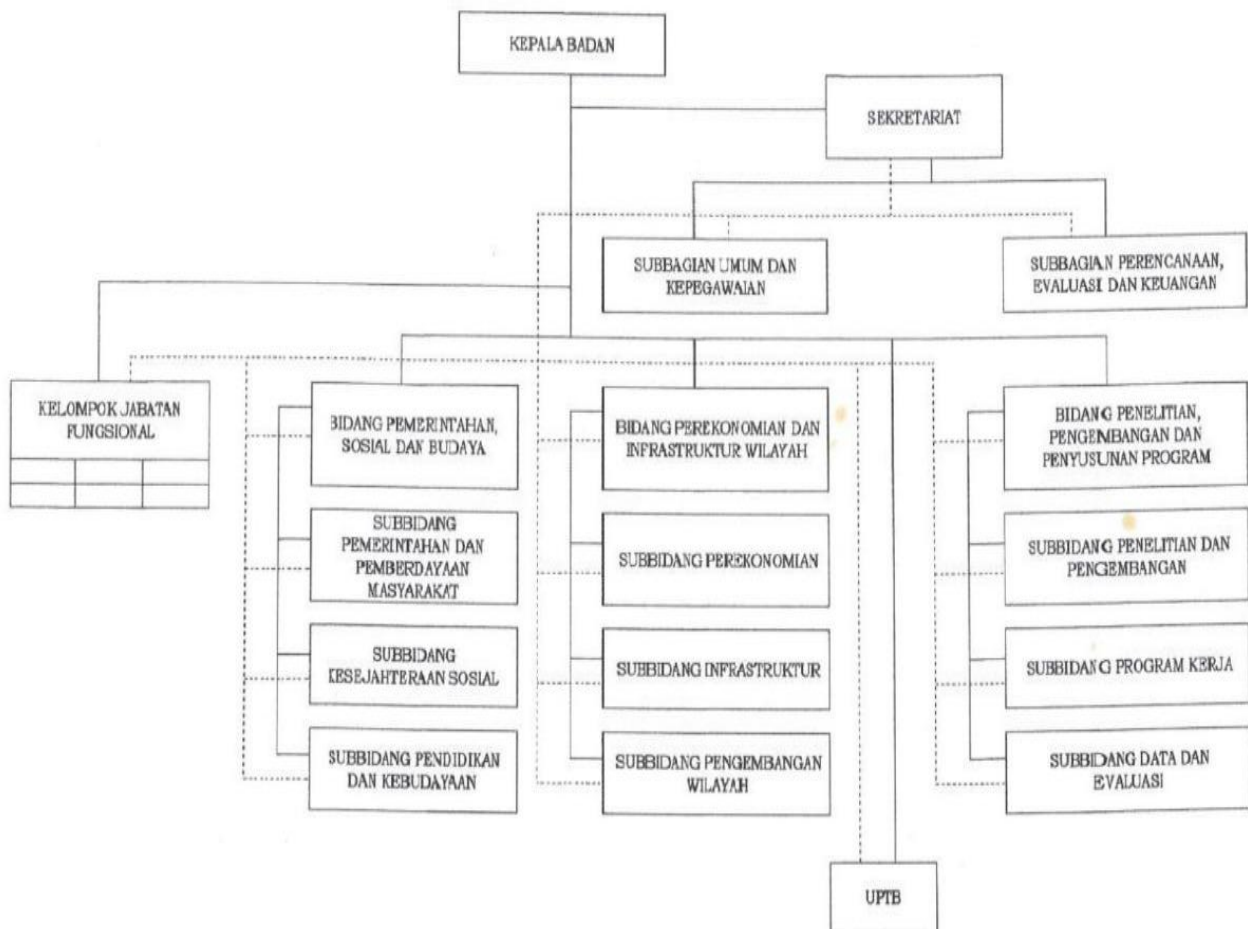 KEPALA BADAN
SEKRETARIAT
SUBBAGIAN UMUM DAN
KEPEGAWAIAN
SUBBAGIAN PERENCANAAN,
EVALUASI DAN KEUANGAN
KELOMPOK JABATAN
FUNGSIONAL
BIDANG PEMERINTAHAN,
SOSIAL DAN BUDAYA
BIDANG PEREKONOMIAN DAN
INFRASTRUKTUR WILAYAH
BIDANG PENELITIAN,
PENGEMBANGAN DAN
PENYUSUNAN PROGRAM
SUBBIDANG
PEMERINTAHAN DAN
PEMBERDAYAAN
MASYARAKAT
SUBBIDANG PEREKONOMIAN
SUBBIDANG PENELITIAN DAN
PENGEMBANGAN
SUBBIDANG
KESEJAHTERAAN SOSIAL
SUBBIDANG INFRASTRUKTUR
SUBBIDANG PROGRAM KERJA
SUBBIDANG PENDIDIKAN
DAN KEBUDAYAAN
SUBBIDANG PENGEMBANGAN
WILAYAH
SUBBIDANG DATA DAN
EVALUASI
UPTB